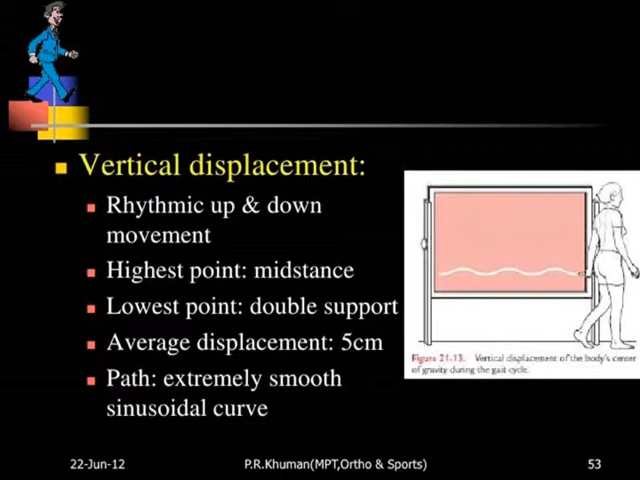 Vertical displacement:
Rhythmic up & down
movement
Highest point: midstance
Lowest point: double support
Average displacement: 5cm
Path: extremely smooth
sinusoidal curve
Figure 21-13. Vertical displacement of the body's center
of gravity during the gait cycle.
22-Jun-12
P.R.Khuman(MPT,Ortho & Sports)
53